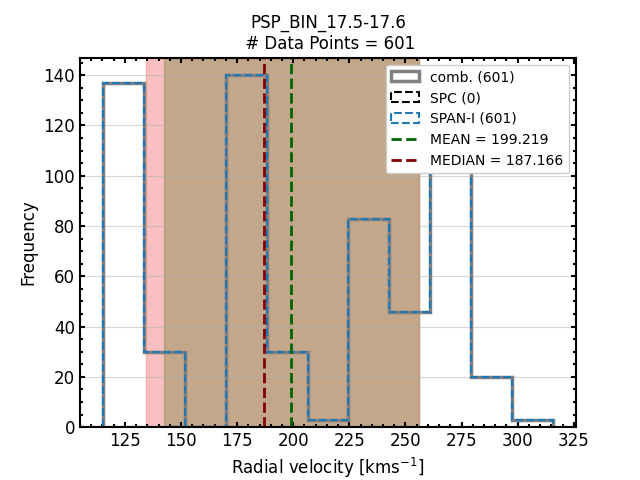 PSP_BIN_17.5-17.6
# Data Points = 601
comb. (601)
SPC (0)
SPAN-I (601)
MEAN = 199.219
MEDIAN = 187.166
140
120
100
80
60
40
20
0
Frequency
125 150 175 200 225 250 275 300 325
Radial velocity [kms⁻¹]